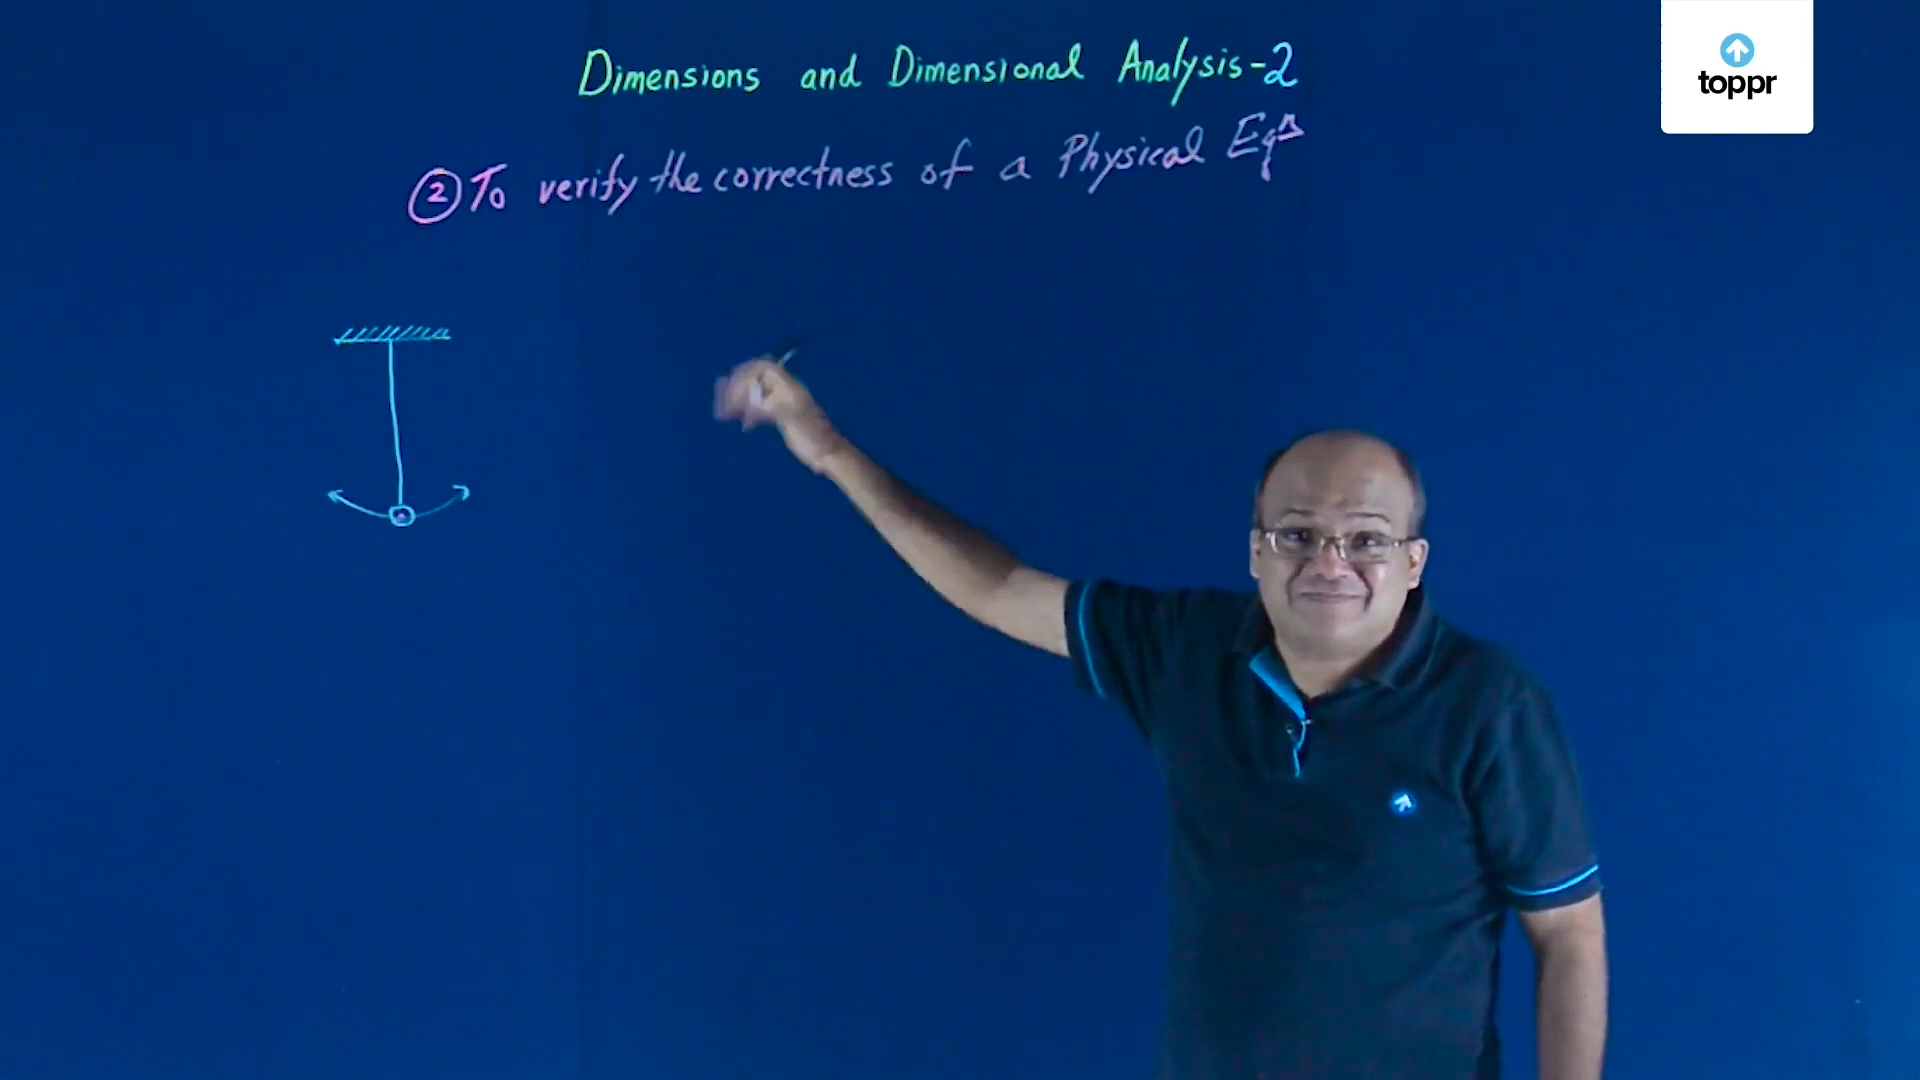 Dimensions and Dimensional Analysis-2
② To verify the correctness of a Physical Eqⁿ
toppr